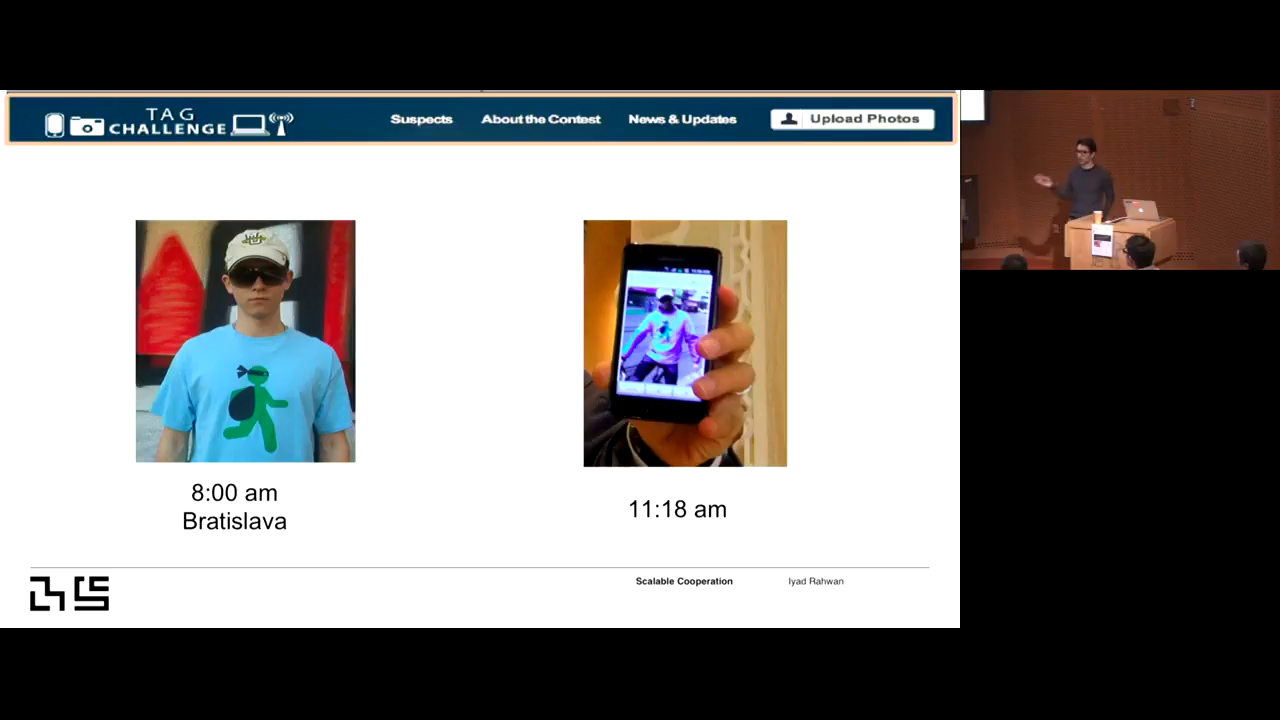 TAG
CHALLENGE
Suspects
About the Contest
News & Updates
Upload Photos
8:00 am
Bratislava
11:18 am
Scalable Cooperation
Iyad Rahwan